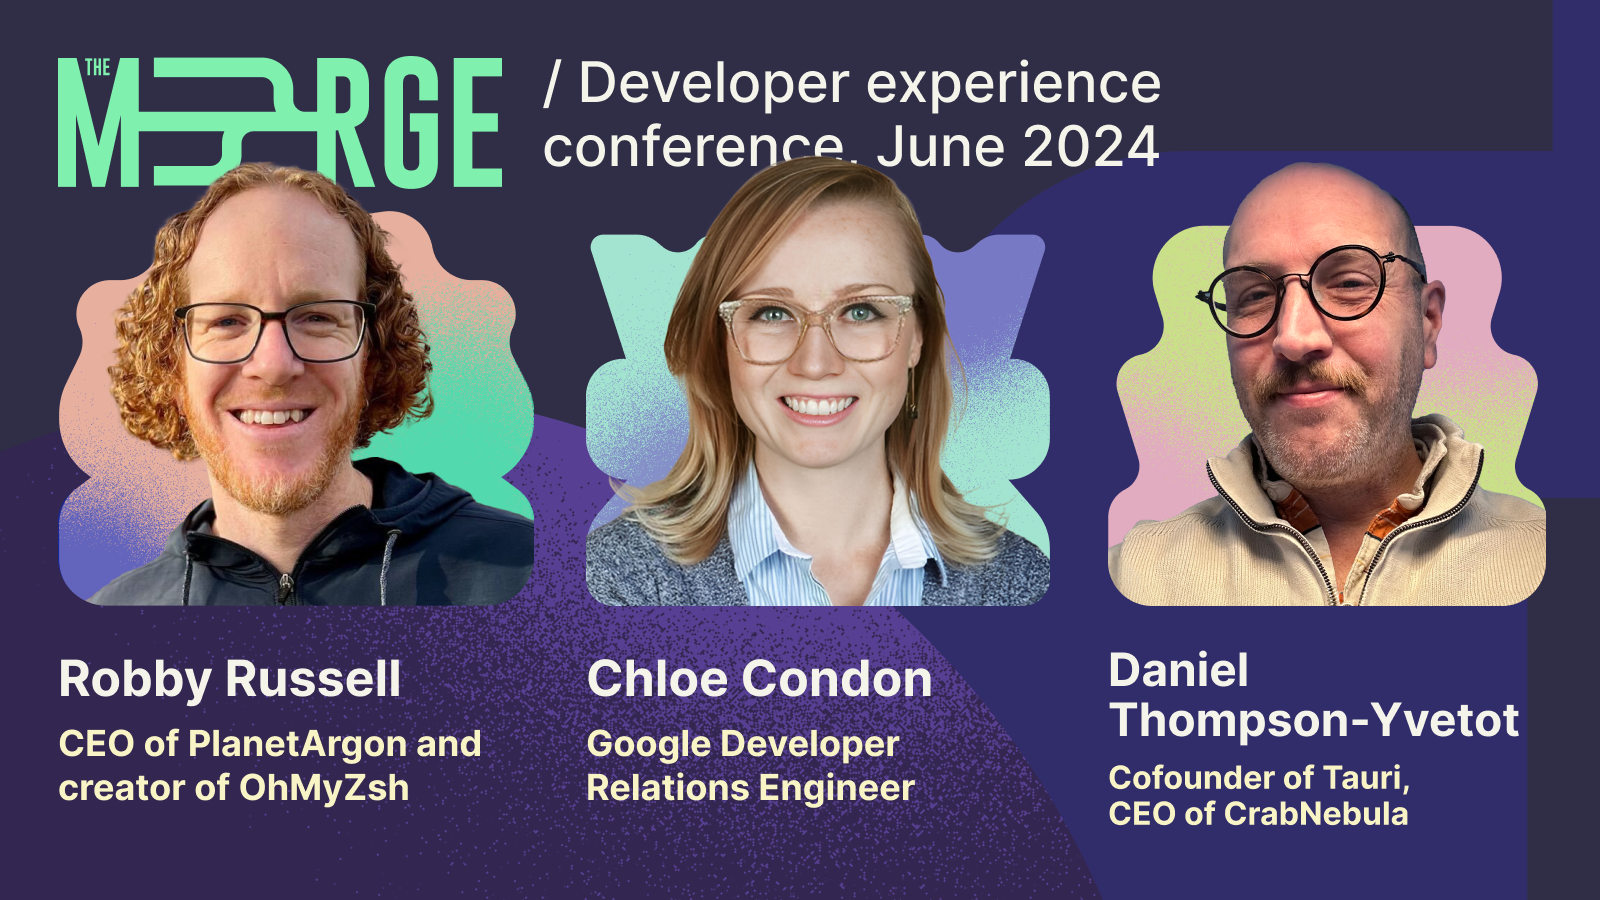 THE MERGE
/ Developer experience
conference, June 2024
Robby Russell
CEO of PlanetArgon and
creator of OhMyZsh
Chloe Condon
Google Developer
Relations Engineer
Daniel
Thompson-Yvetot
Cofounder of Tauri,
CEO of CrabNebula